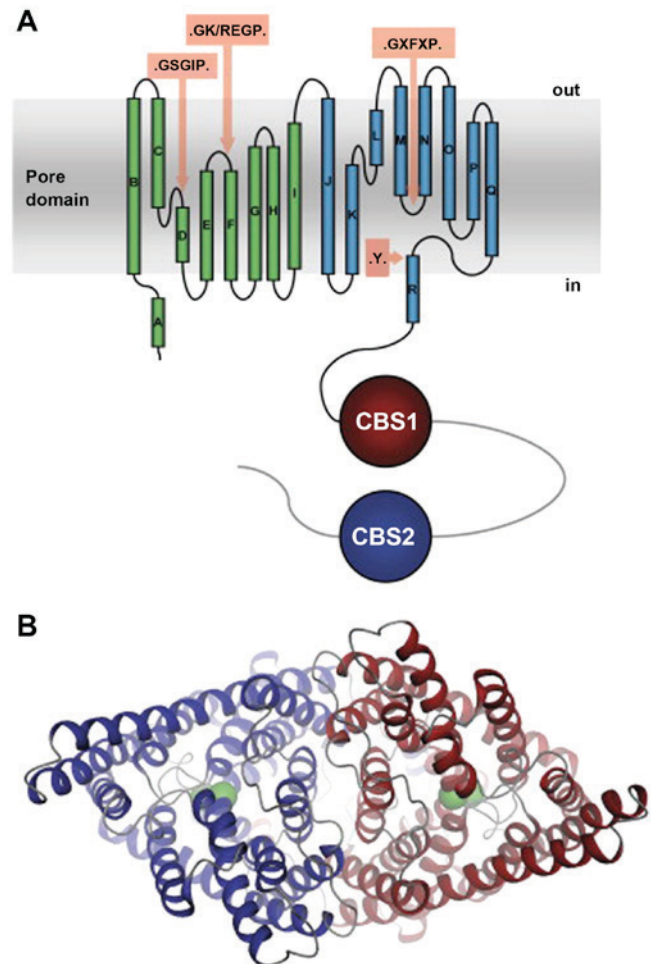 A
.GK/REGP.
.GSGIP.
.GXFXP.
out
Pore
domain
B
C
D
E
F
G
H
I
J
K
L
M
N
O
P
Q
.Y.
R
in
A
CBS1
CBS2
B